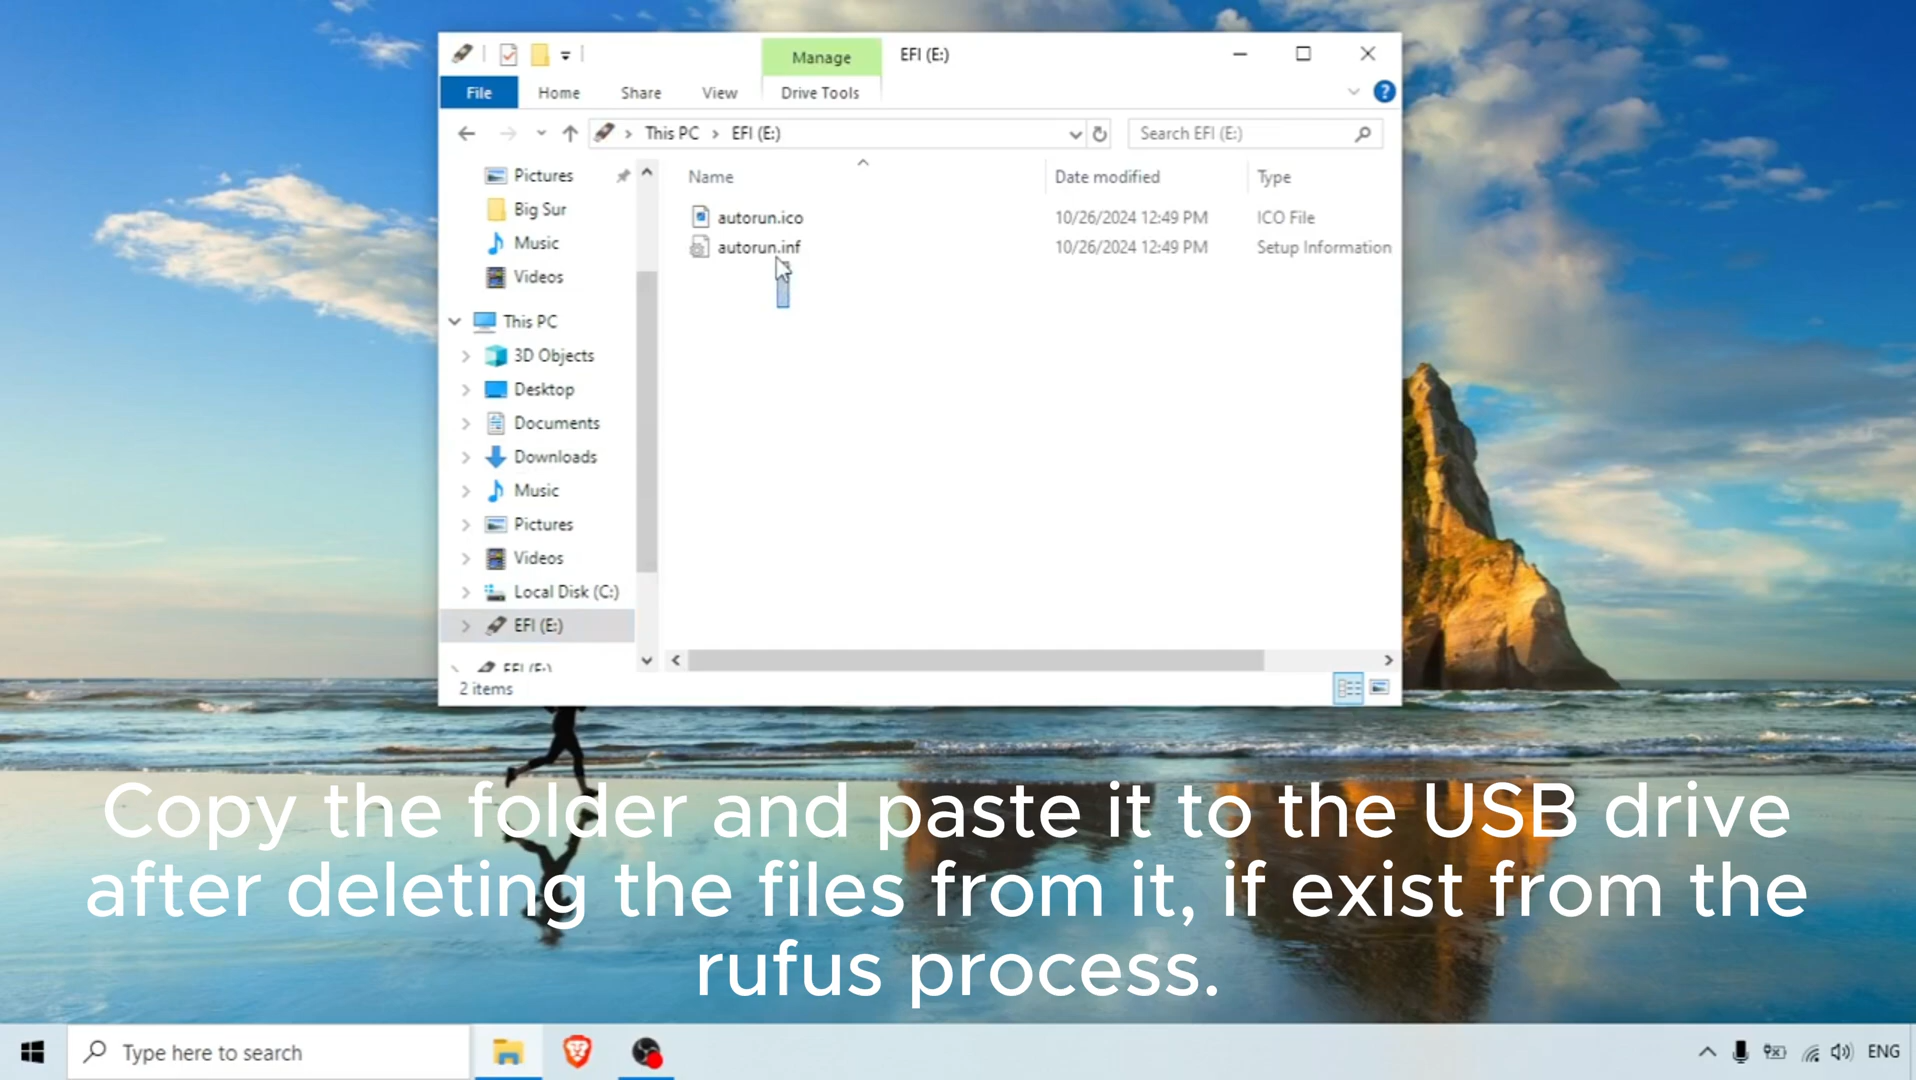 Manage
EFI (E:)
File
Home
Share
View
Drive Tools
This PC
EFI (E:)
Search EFI (E:)
Pictures
Big Sur
Music
Videos
This PC
3D Objects
Desktop
Documents
Downloads
Music
Pictures
Videos
Local Disk (C:)
EFI (E:)
EFI (E:)
Name
Date modified
Type
autorun.ico
10/26/2024 12:49 PM
ICO File
autorun.inf
10/26/2024 12:49 PM
Setup Information
2 items
Copy the folder and paste it to the USB drive
after deleting the files from it, if exist from the
rufus process.
Type here to search
ENG